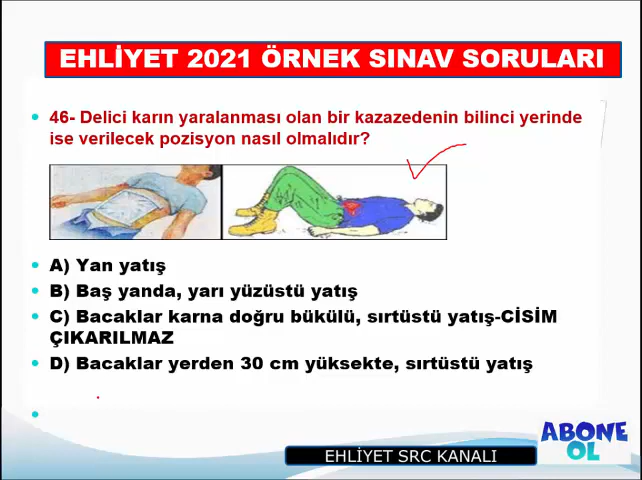 EHLİYET 2021 ÖRNEK SINAV SORULARI
46- Delici karın yaralanması olan bir kazazedenin bilinci yerinde
ise verilecek pozisyon nasıl olmalıdır?
A) Yan yatış
B) Baş yanda, yarı yüzüstü yatış
C) Bacaklar karna doğru bükülü, sırtüstü yatış-CİSİM
ÇIKARILMAZ
D) Bacaklar yerden 30 cm yüksekte, sırtüstü yatış
ABONE
OL
EHLİYET SRC KANALI